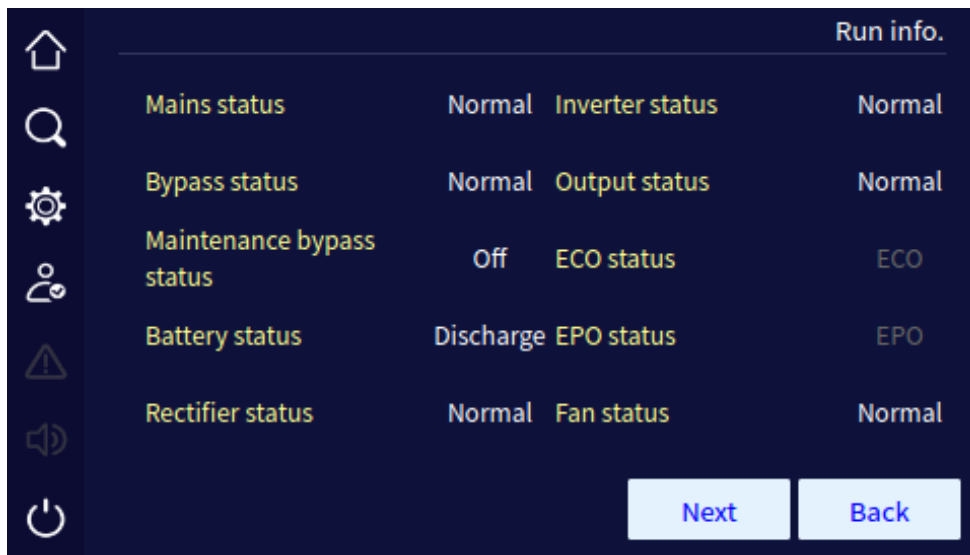 Run info.
Mains status Normal Inverter status Normal
Bypass status Normal Output status Normal
Maintenance bypass
status Off ECO status ECO
Battery status Discharge EPO status EPO
Rectifier status Normal Fan status Normal
Next Back